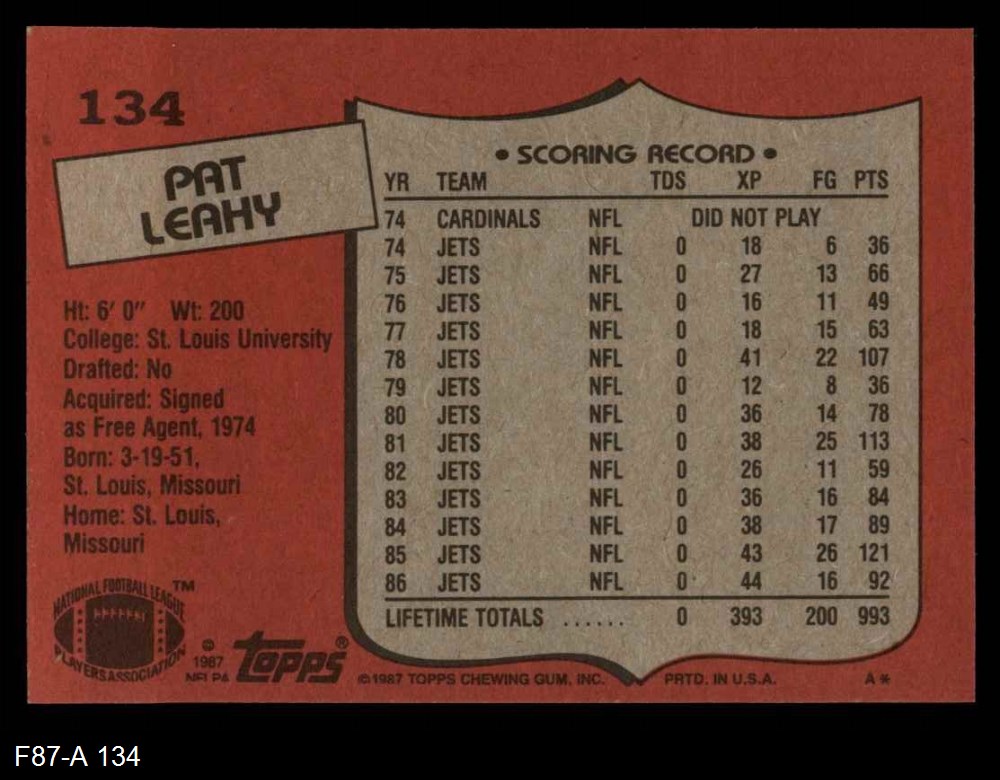 134
PAT
LEAHY
Ht: 6' 0" Wt: 200
College: St. Louis University
Drafted: No
Acquired: Signed
as Free Agent, 1974
Born: 3-19-51,
St. Louis, Missouri
Home: St. Louis,
Missouri
NATIONAL FOOTBALL LEAGUE ™
PLAYERS ASSOCIATION
© 1987 NFLPA
TOPPS®
• SCORING RECORD •
YR TEAM TDS XP FG PTS
74 CARDINALS NFL DID NOT PLAY
74 JETS NFL 0 18 6 36
75 JETS NFL 0 27 13 66
76 JETS NFL 0 16 11 49
77 JETS NFL 0 18 15 63
78 JETS NFL 0 41 22 107
79 JETS NFL 0 12 8 36
80 JETS NFL 0 36 14 78
81 JETS NFL 0 38 25 113
82 JETS NFL 0 26 11 59
83 JETS NFL 0 36 16 84
84 JETS NFL 0 38 17 89
85 JETS NFL 0 43 26 121
86 JETS NFL 0 44 16 92
LIFETIME TOTALS ...... 0 393 200 993
©1987 TOPPS CHEWING GUM, INC. PRTD. IN U.S.A. A*
F87-A 134